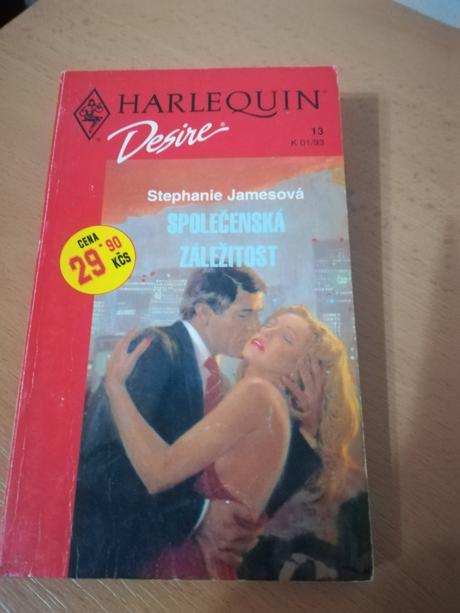 HARLEQUIN®
Desire®
13
K 01/93
Stephanie Jamesová
SPOLEČENSKÁ
ZÁLEŽITOST
CENA
29,90
KČS